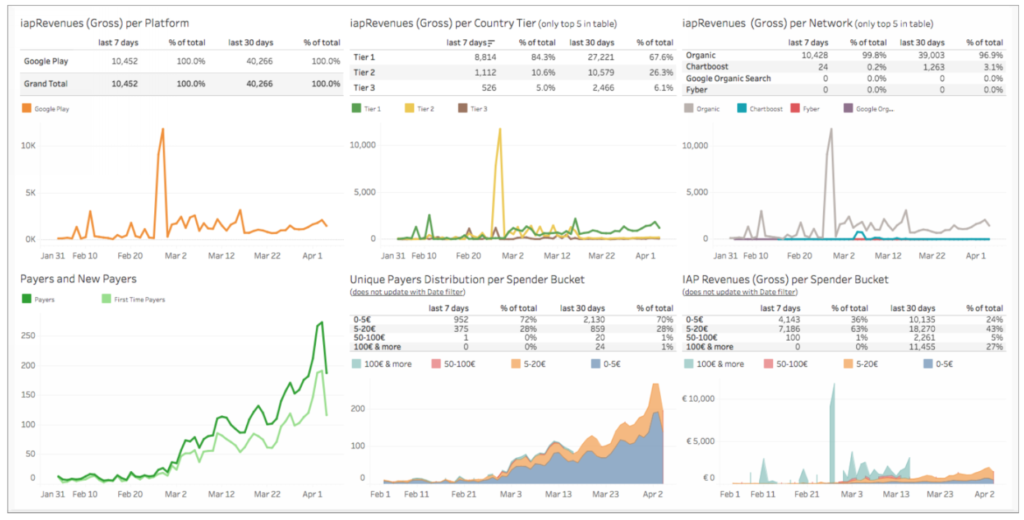 iapRevenues (Gross) per Platform
last 7 days % of total last 30 days % of total
Google Play 10,452 100.0% 40,266 100.0%
Grand Total 10,452 100.0% 40,266 100.0%
Google Play
10K
5K
0K
Jan 31 Feb 10 Feb 20 Mar 2 Mar 12 Mar 22 Apr 1
iapRevenues (Gross) per Country Tier (only top 5 in table)
last 7 days % of total last 30 days % of total
Tier 1 8,814 84.3% 27,221 67.6%
Tier 2 1,112 10.6% 10,579 26.3%
Tier 3 526 5.0% 2,466 6.1%
Tier 1 Tier 2 Tier 3
10,000
5,000
0
Jan 31 Feb 10 Feb 20 Mar 2 Mar 12 Mar 22 Apr 1
iapRevenues (Gross) per Network (only top 5 in table)
last 7 days % of total last 30 days % of total
Organic 10,428 99.8% 39,003 96.9%
Chartboost 24 0.2% 1,263 3.1%
Google Organic Search 0 0.0% 0 0.0%
Fyber 0 0.0% 0 0.0%
Organic Chartboost Fyber Google Org...
10,000
5,000
0
Jan 31 Feb 10 Feb 20 Mar 2 Mar 12 Mar 22 Apr 1
Payers and New Payers
Payers First Time Payers
250
200
150
100
50
0
Jan 31 Feb 10 Feb 20 Mar 2 Mar 12 Mar 22 Apr 1
Unique Payers Distribution per Spender Bucket
(does not update with Date filter)
last 7 days % of total last 30 days % of total
0-5€ 952 72% 2,130 70%
5-20€ 375 28% 859 28%
50-100€ 1 0% 20 1%
100€ & more 0 0% 24 1%
100€ & more 50-100€ 5-20€ 0-5€
200
100
0
Feb 1 Feb 11 Feb 21 Mar 3 Mar 13 Mar 23 Apr 2
IAP Revenues (Gross) per Spender Bucket
(does not update with Date filter)
last 7 days % of total last 30 days % of total
0-5€ 4,143 36% 10,135 24%
5-20€ 7,186 63% 18,270 43%
50-100€ 100 1% 2,261 5%
100€ & more 0 0% 11,455 27%
100€ & more 50-100€ 5-20€ 0-5€
€ 10,000
€ 5,000
€ 0
Feb 1 Feb 11 Feb 21 Mar 3 Mar 13 Mar 23 Apr 2